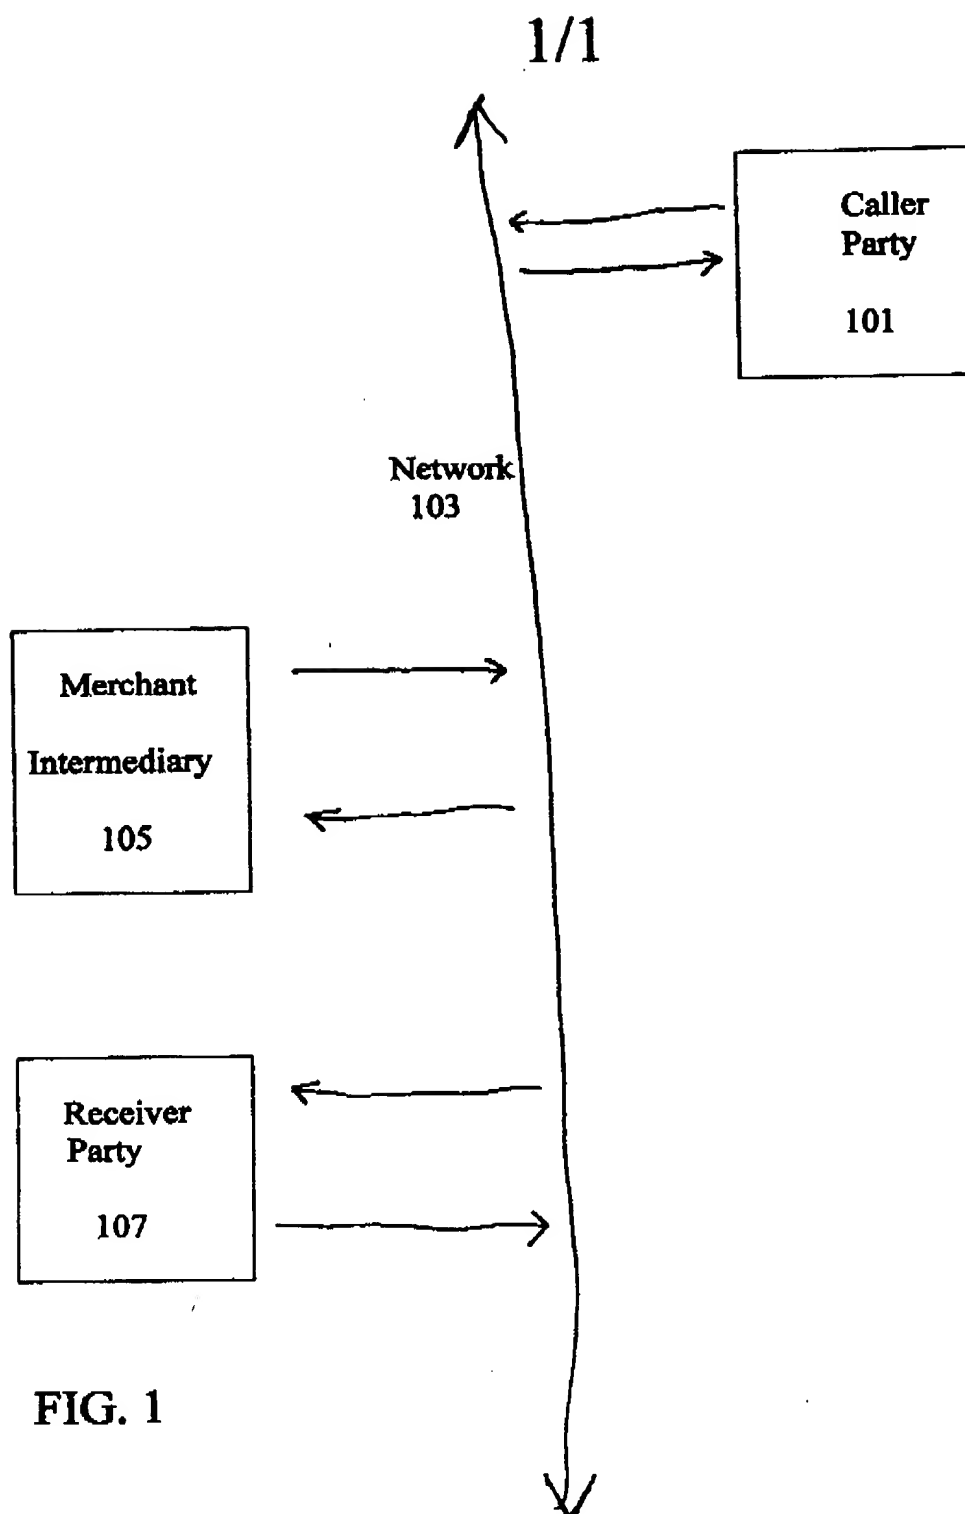 1/1
Caller
Party
101
Network
103
Merchant
Intermediary
105
Receiver
Party
107
FIG. 1